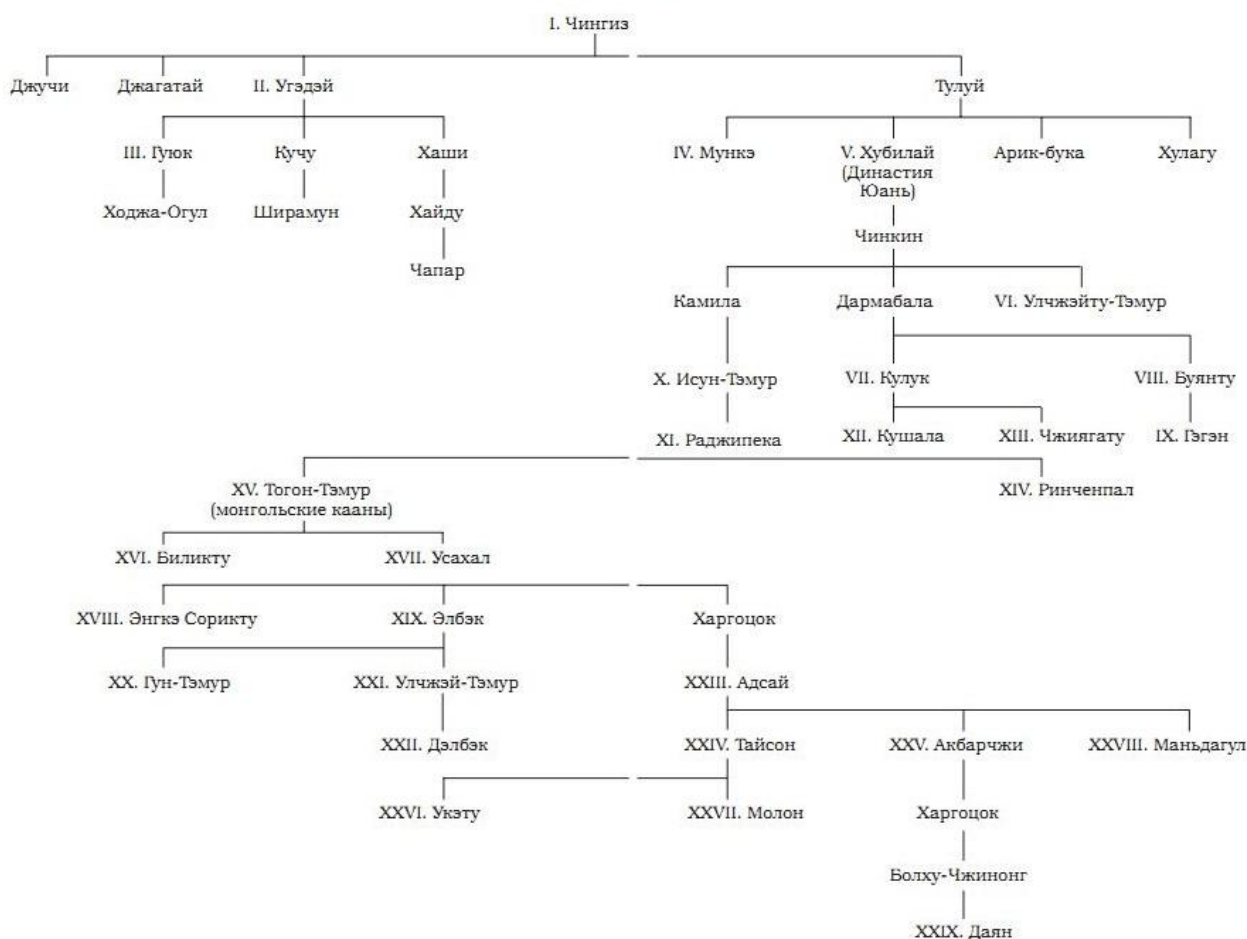 I. Чингиз
Джучи Джагатай II. Угэдэй Тулуй
III. Гуюк Кучу Хаши IV. Мункэ V. Хубилай Арик-бука Хулагу
(Династия
Юань)
Ходжа-Огул Ширамун Хайду
Чинкин
Чапар
Камила Дармабала VI. Улчжэйту-Тэмур
X. Исун-Тэмур VII. Кулук VIII. Буянту
XI. Раджипека XII. Кушала XIII. Чжиягату IX. Гэгэн
XV. Тогон-Тэмур XIV. Ринченпал
(монгольские кааны)
XVI. Биликту XVII. Усахал
XVIII. Энгкэ Сорикту XIX. Элбэк Харгоцок
XX. Гун-Тэмур XXI. Улчжэй-Тэмур XXIII. Адсай
XXII. Дэлбэк XXIV. Тайсон XXV. Акбарчжи XXVIII. Маньдагул
XXVI. Укэту XXVII. Молон Харгоцок
Болху-Чжинонг
XXIX. Даян